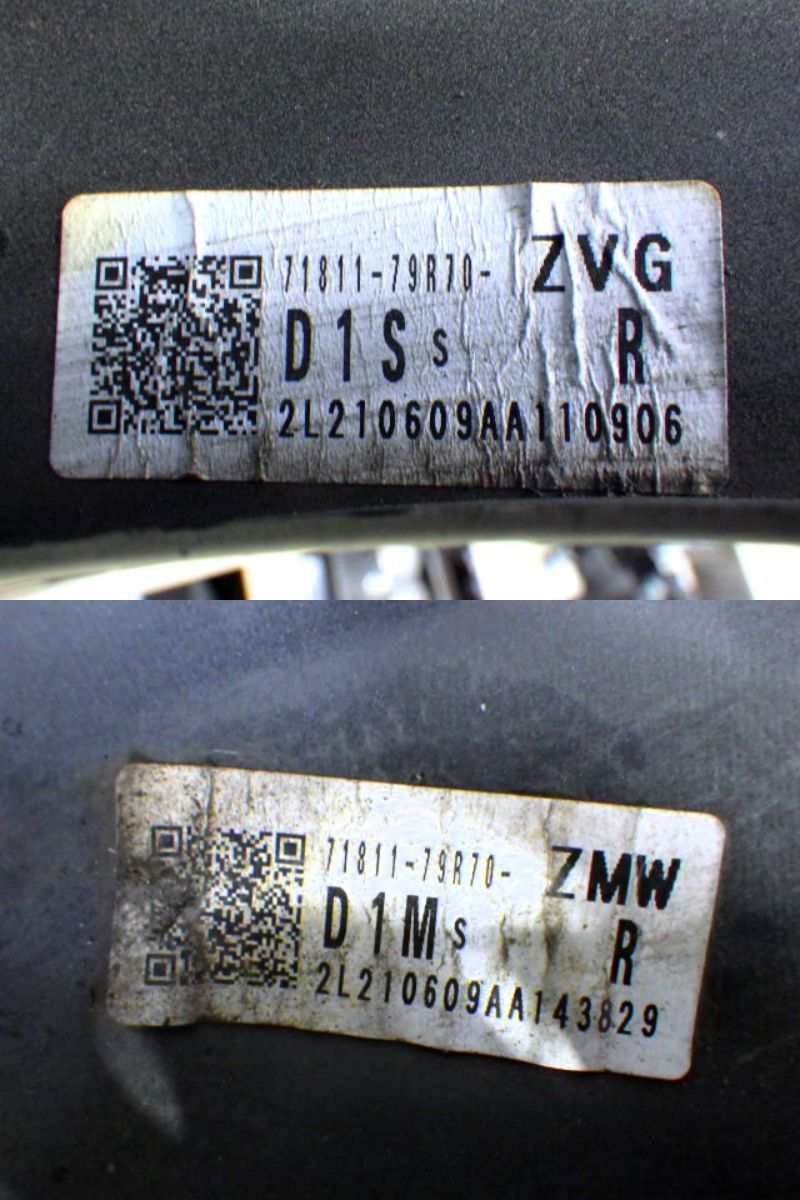 71811-79R70- ZVG
D1S s R
2L210609AA110906
71811-79R70- ZMW
D1M s R
2L210609AA143829